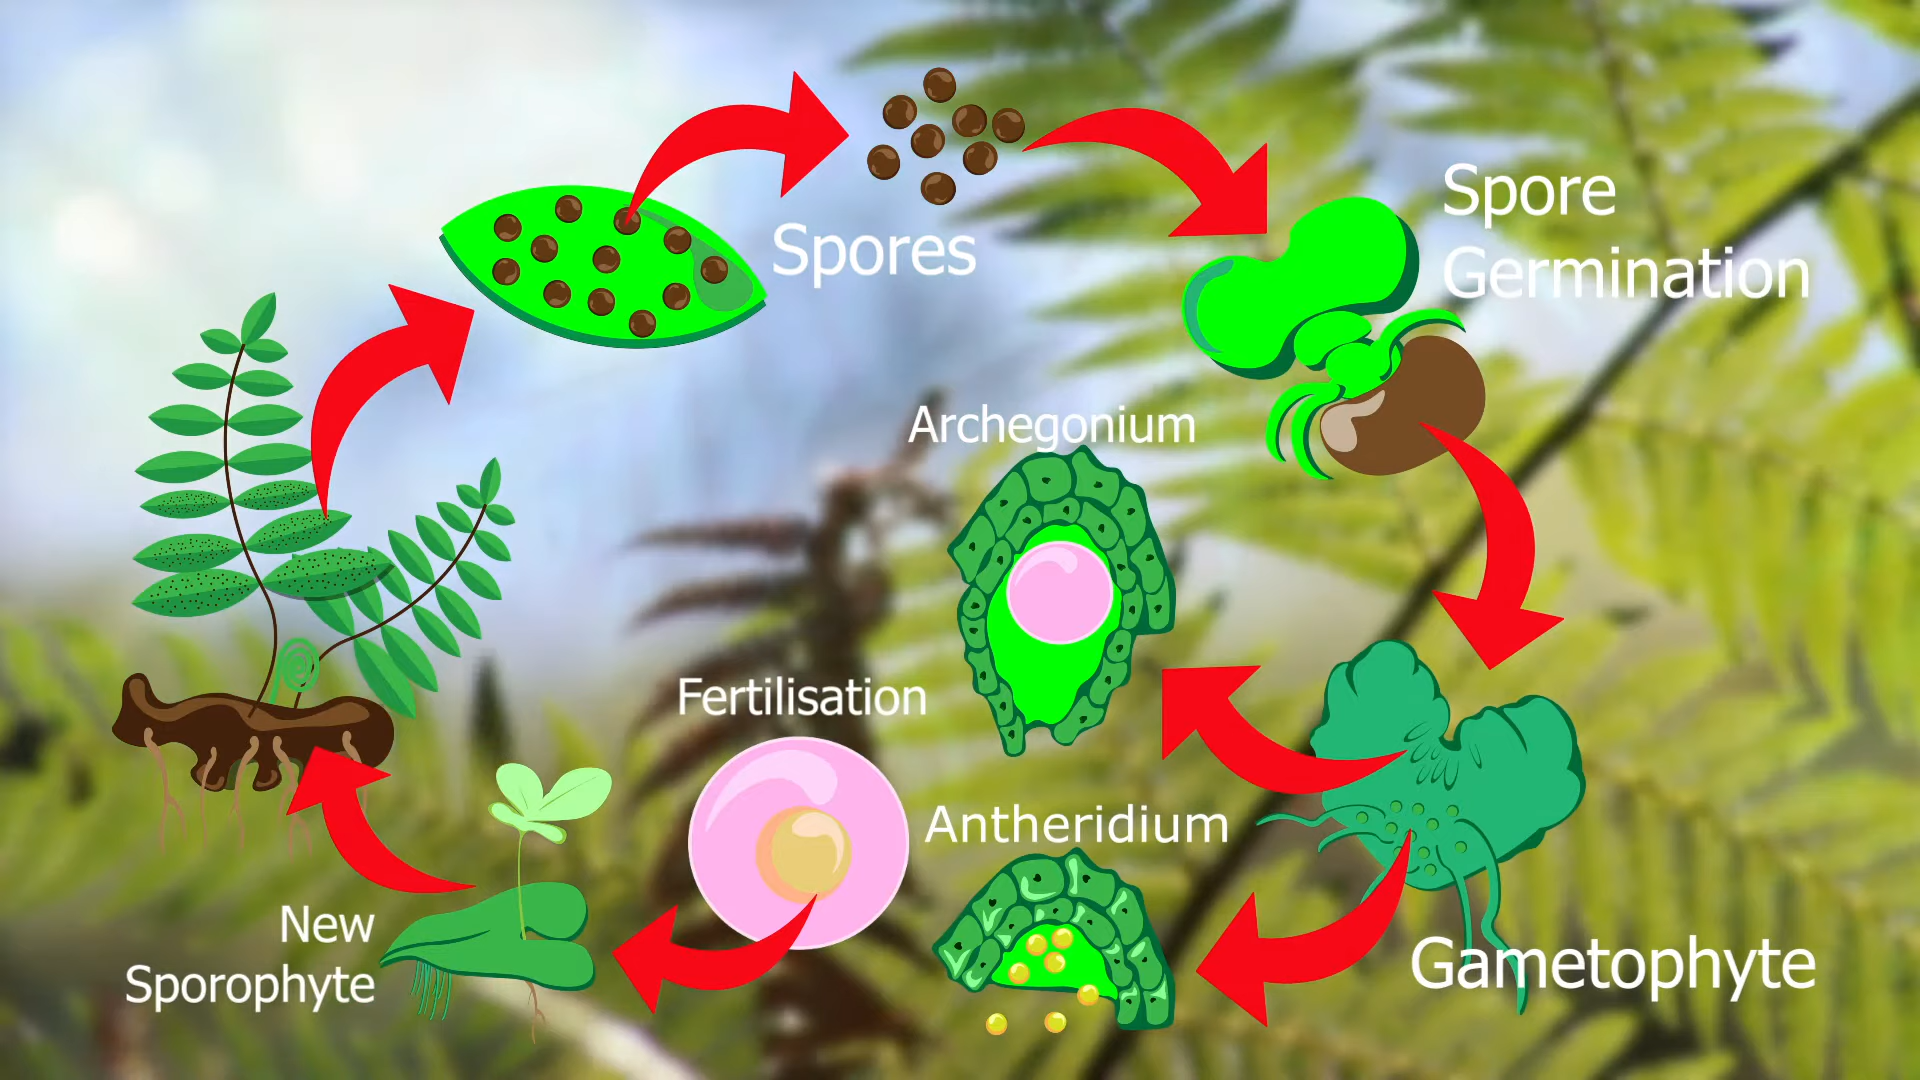 Spores
Spore
Germination
Archegonium
Fertilisation
Antheridium
Gametophyte
New
Sporophyte